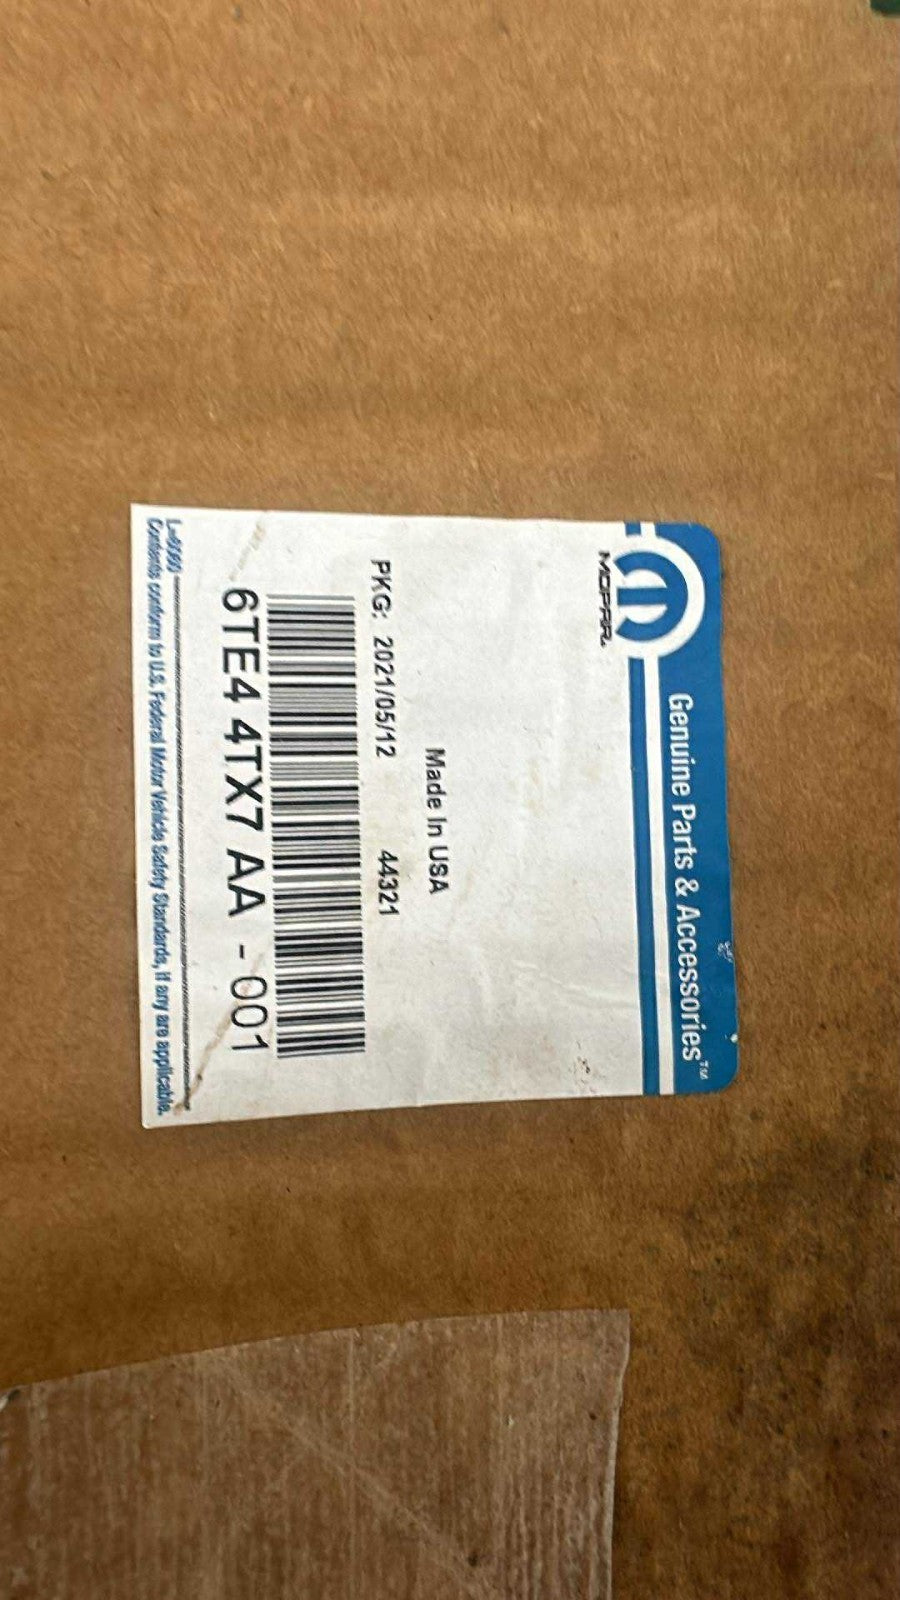 Genuine Parts & Accessories™
MOPAR
Made In USA
PKG: 2021/05/12 44321
6TE4 4TX7 AA - 001
Contents conform to U.S. Federal Motor Vehicle Safety Standards, if any are applicable.